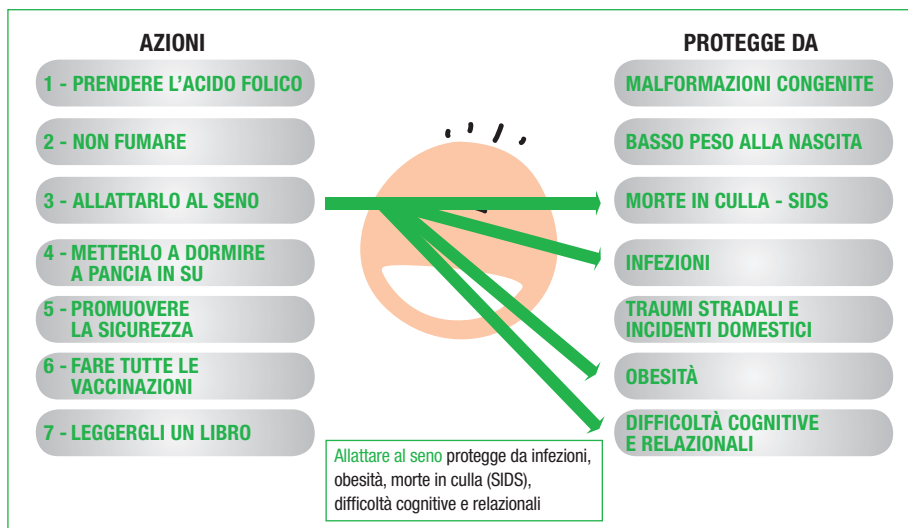 AZIONI
1 - PRENDERE L'ACIDO FOLICO
2 - NON FUMARE
3 - ALLATTARLO AL SENO
4 - METTERLO A DORMIRE
A PANCIA IN SU
5 - PROMUOVERE
LA SICUREZZA
6 - FARE TUTTE LE
VACCINAZIONI
7 - LEGGERGLI UN LIBRO
PROTEGGE DA
MALFORMAZIONI CONGENITE
BASSO PESO ALLA NASCITA
MORTE IN CULLA - SIDS
INFEZIONI
TRAUMI STRADALI E
INCIDENTI DOMESTICI
OBESITÀ
DIFFICOLTÀ COGNITIVE
E RELAZIONALI
Allattare al seno protegge da infezioni,
obesità, morte in culla (SIDS),
difficoltà cognitive e relazionali